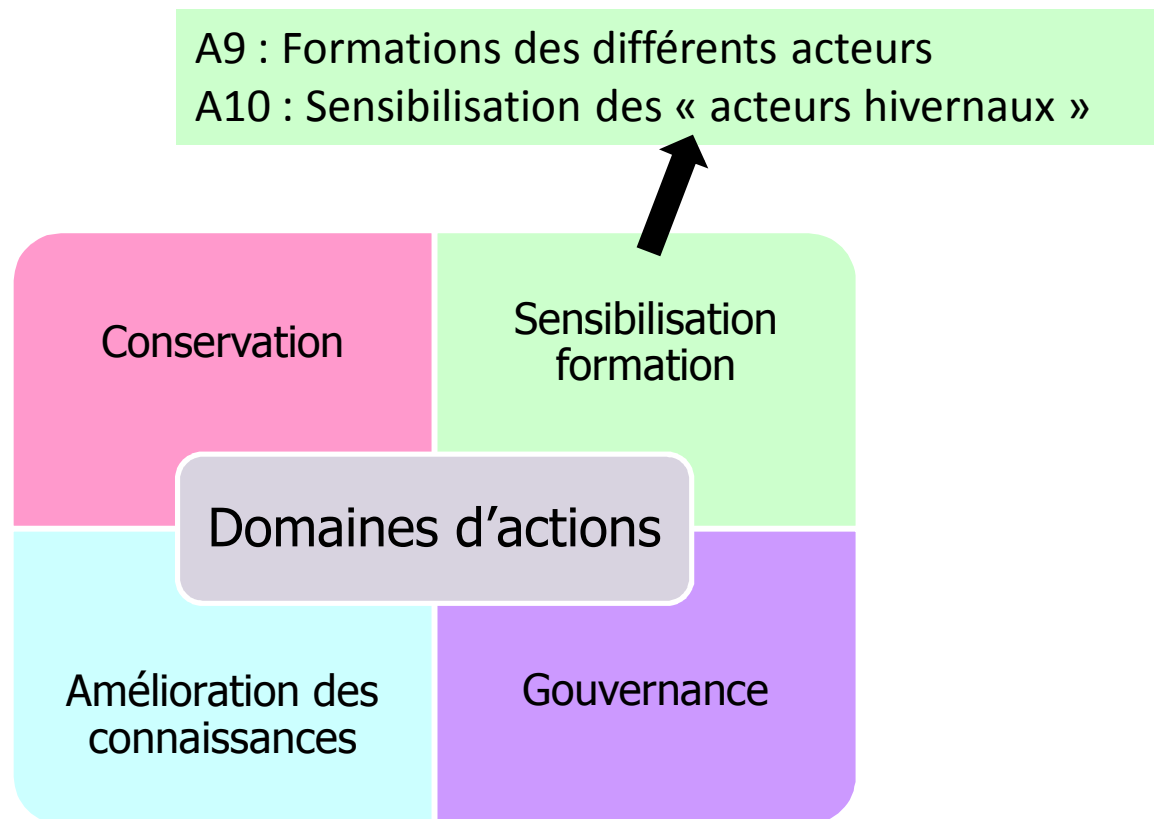 A9 : Formations des différents acteurs
A10 : Sensibilisation des « acteurs hivernaux »
Conservation
Sensibilisation
formation
Domaines d’actions
Amélioration des
connaissances
Gouvernance